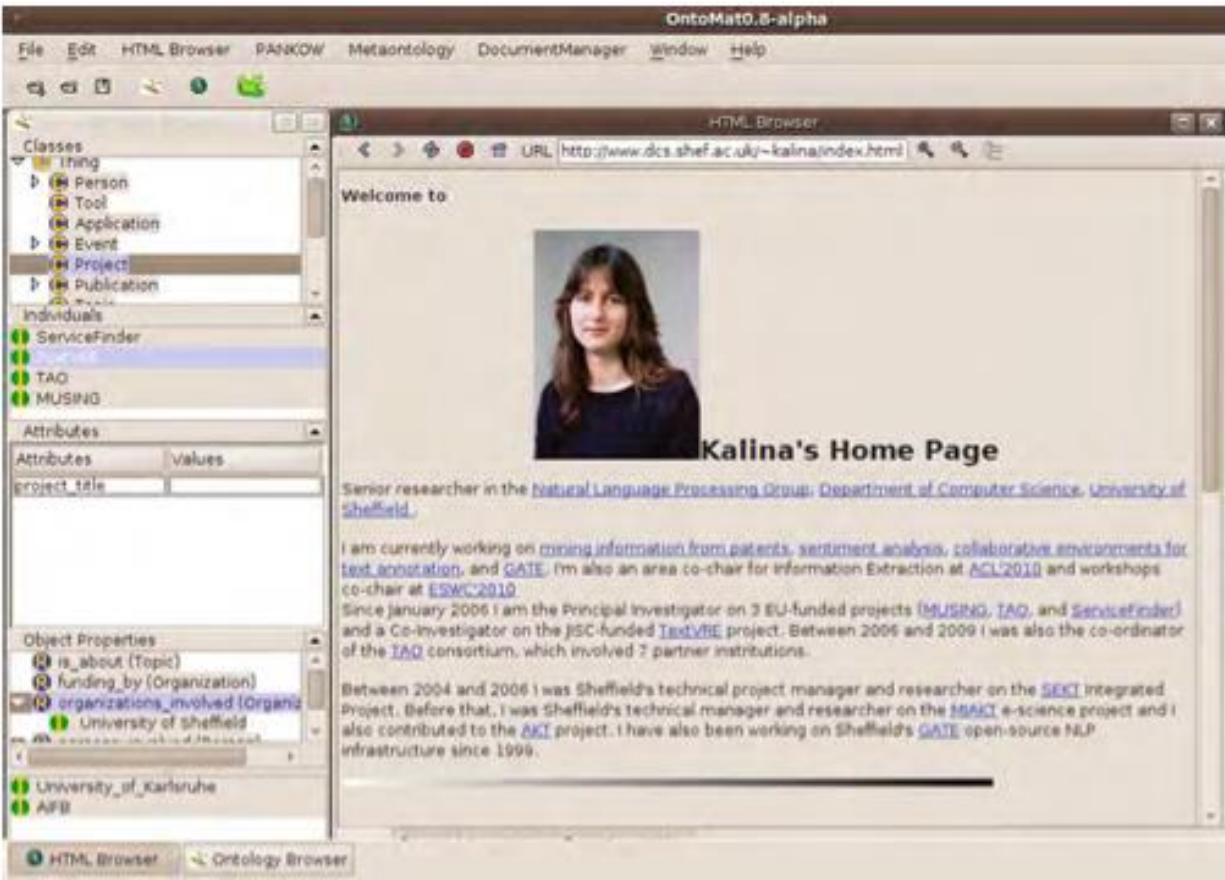 OntoMat0.8-alpha
File Edit HTML Browser PANKOW Metaontology DocumentManager Window Help
Classes
Thing
Person
Tool
Application
Event
Project
Publication
Individuals
ServiceFinder
TAO
MUSING
Attributes
Attributes Values
project_title
Object Properties
is_about (Topic)
funding_by (Organization)
organizations_involved (Organiz
University of Sheffield
University_of_Karlsruhe
AIFB
HTML Browser
URL http://www.dcs.shef.ac.uk/~kalina/index.html
Welcome to
Kalina's Home Page
Senior researcher in the Natural Language Processing Group, Department of Computer Science, University of
Sheffield.
I am currently working on mining information from patents, sentiment analysis, collaborative environments for
text annotation, and GATE. I'm also an area co-chair for Information Extraction at ACL'2010 and workshops
co-chair at ESWC'2010
Since January 2006 I am the Principal Investigator on 3 EU-funded projects (MUSING, TAO, and ServiceFinder)
and a Co-Investigator on the JISC-funded TextVRE project. Between 2006 and 2009 I was also the co-ordinator
of the TAO consortium, which involved 7 partner institutions.
Between 2004 and 2006 I was Sheffield's technical project manager and researcher on the SEKT Integrated
Project. Before that, I was Sheffield's technical manager and researcher on the MIAKT e-science project and I
also contributed to the AKT project. I have also been working on Sheffield's GATE open-source NLP
infrastructure since 1999.
HTML Browser Ontology Browser